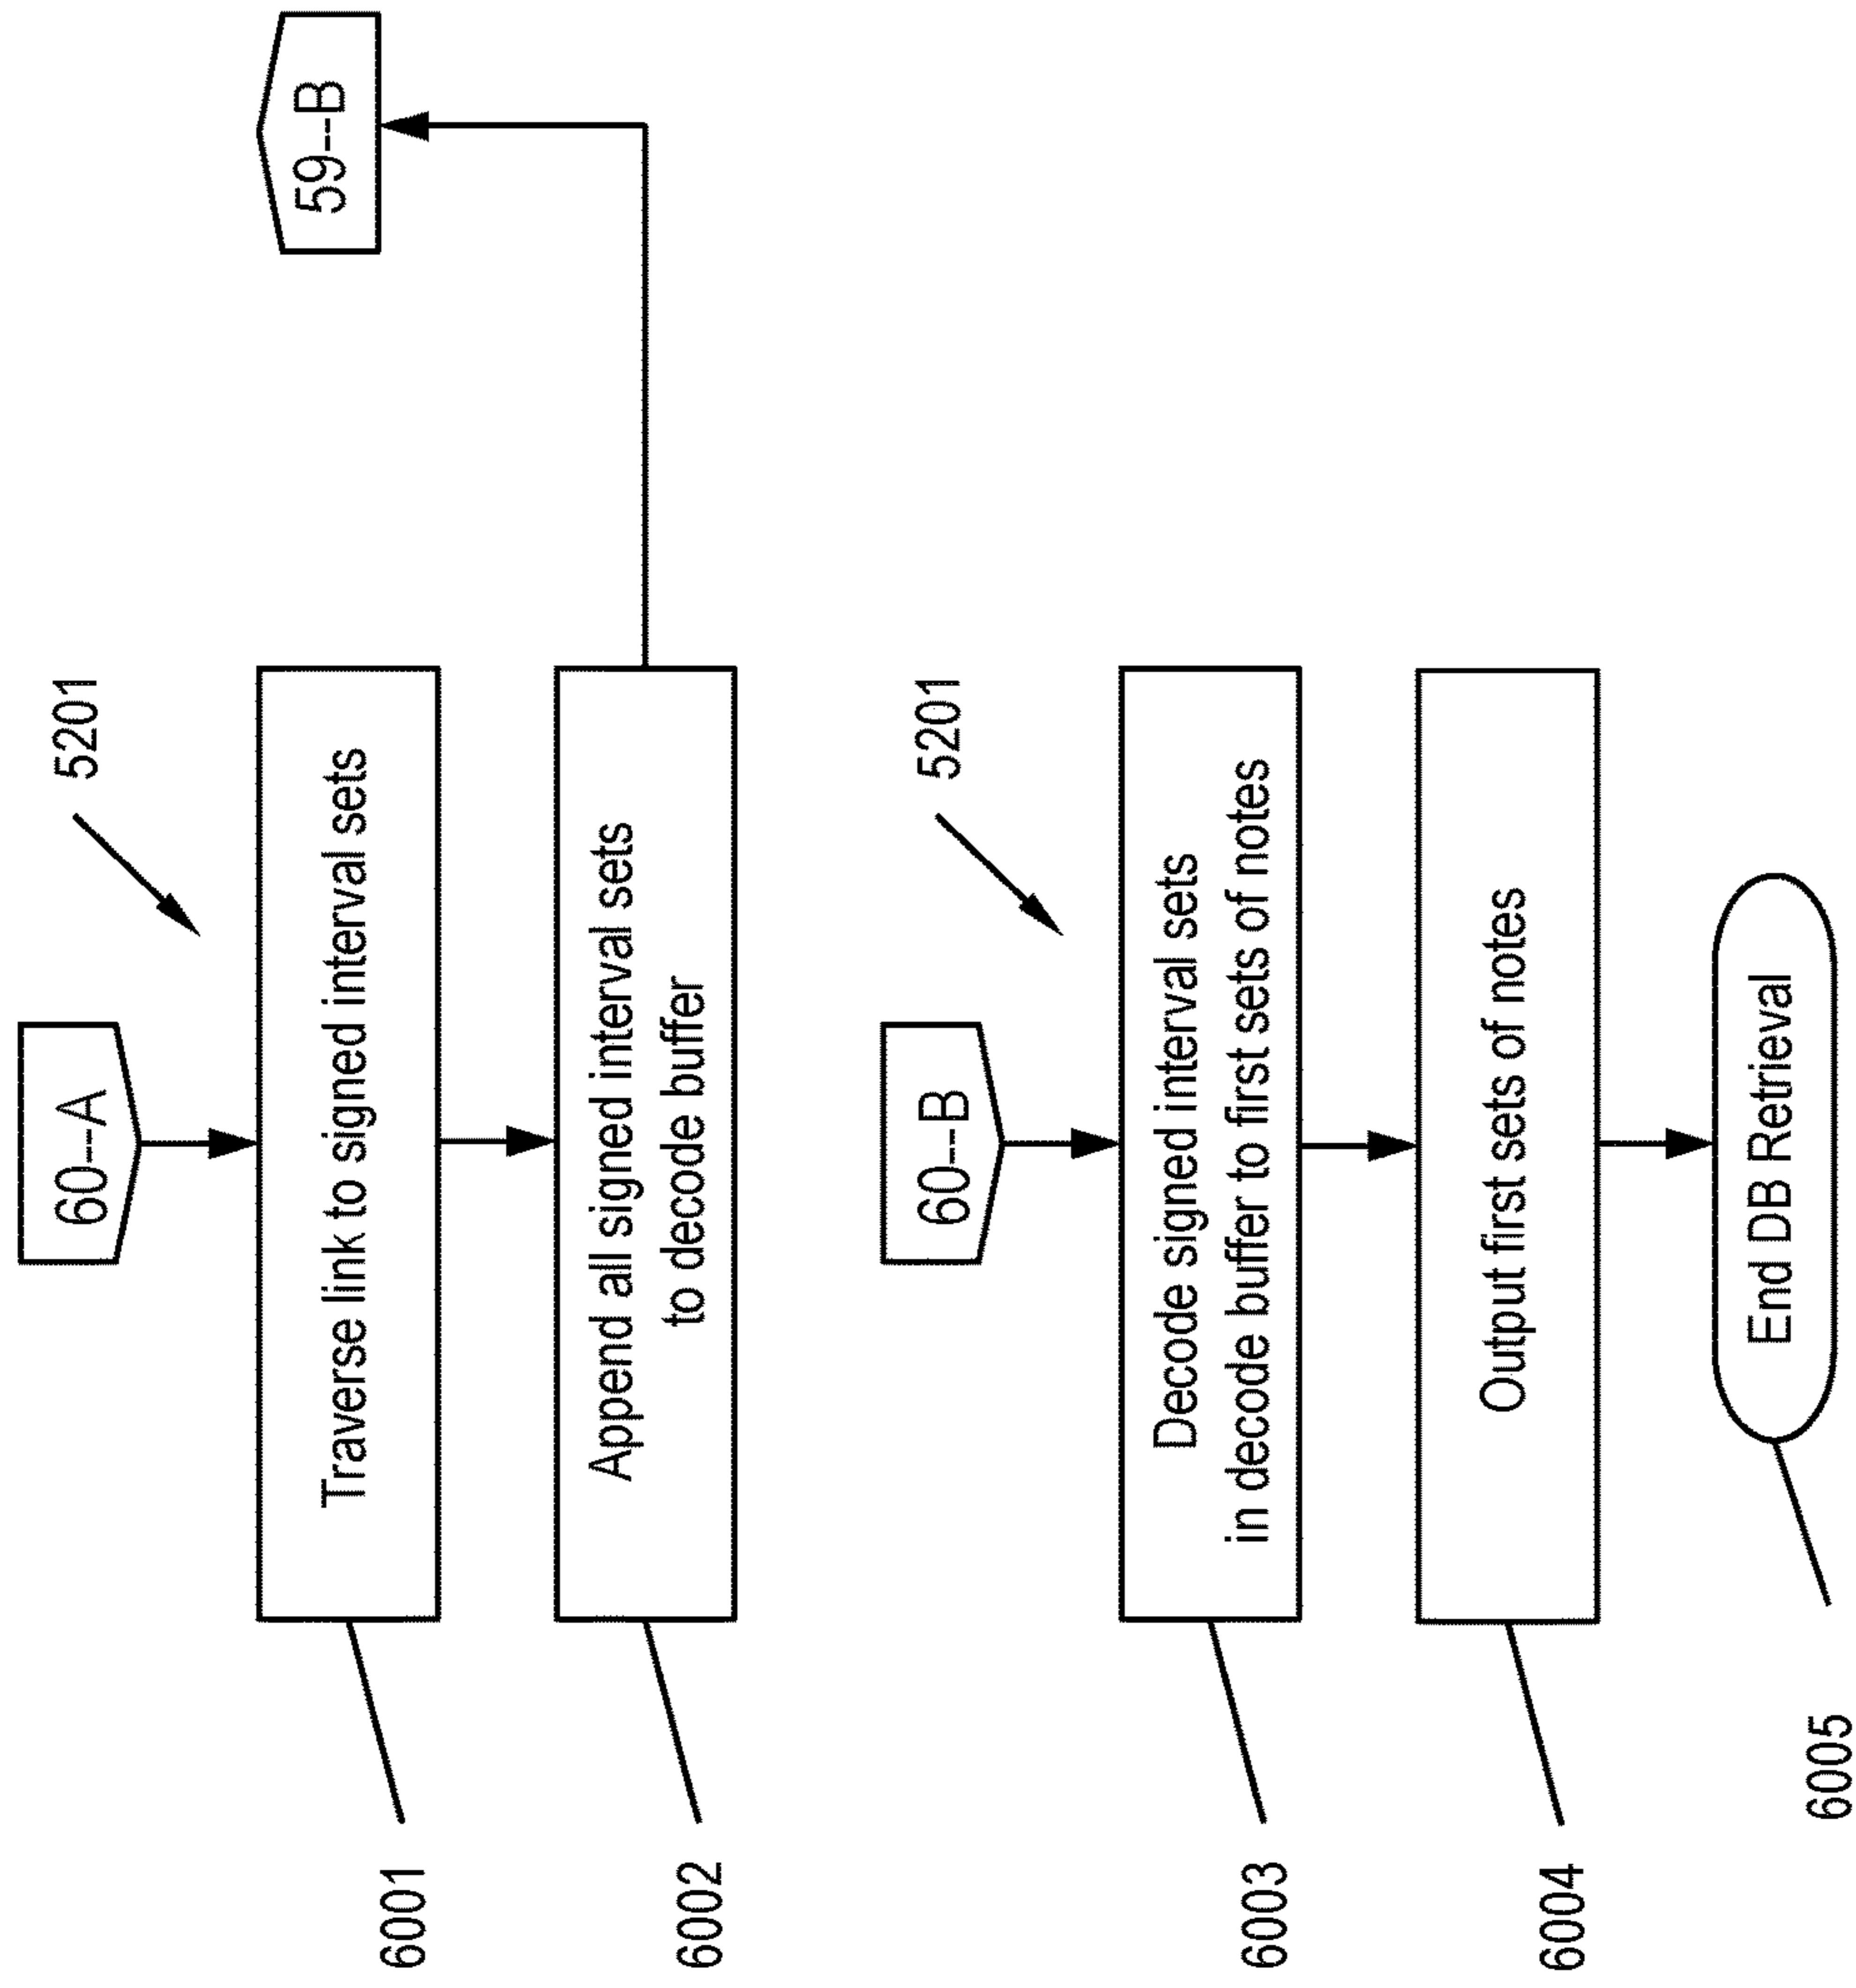 60--A
5201
59--B
6001
Traverse link to signed interval sets
6002
Append all signed interval sets
to decode buffer
60--B
5201
6003
Decode signed interval sets
in decode buffer to first sets of notes
6004
Output first sets of notes
6005
End DB Retrieval